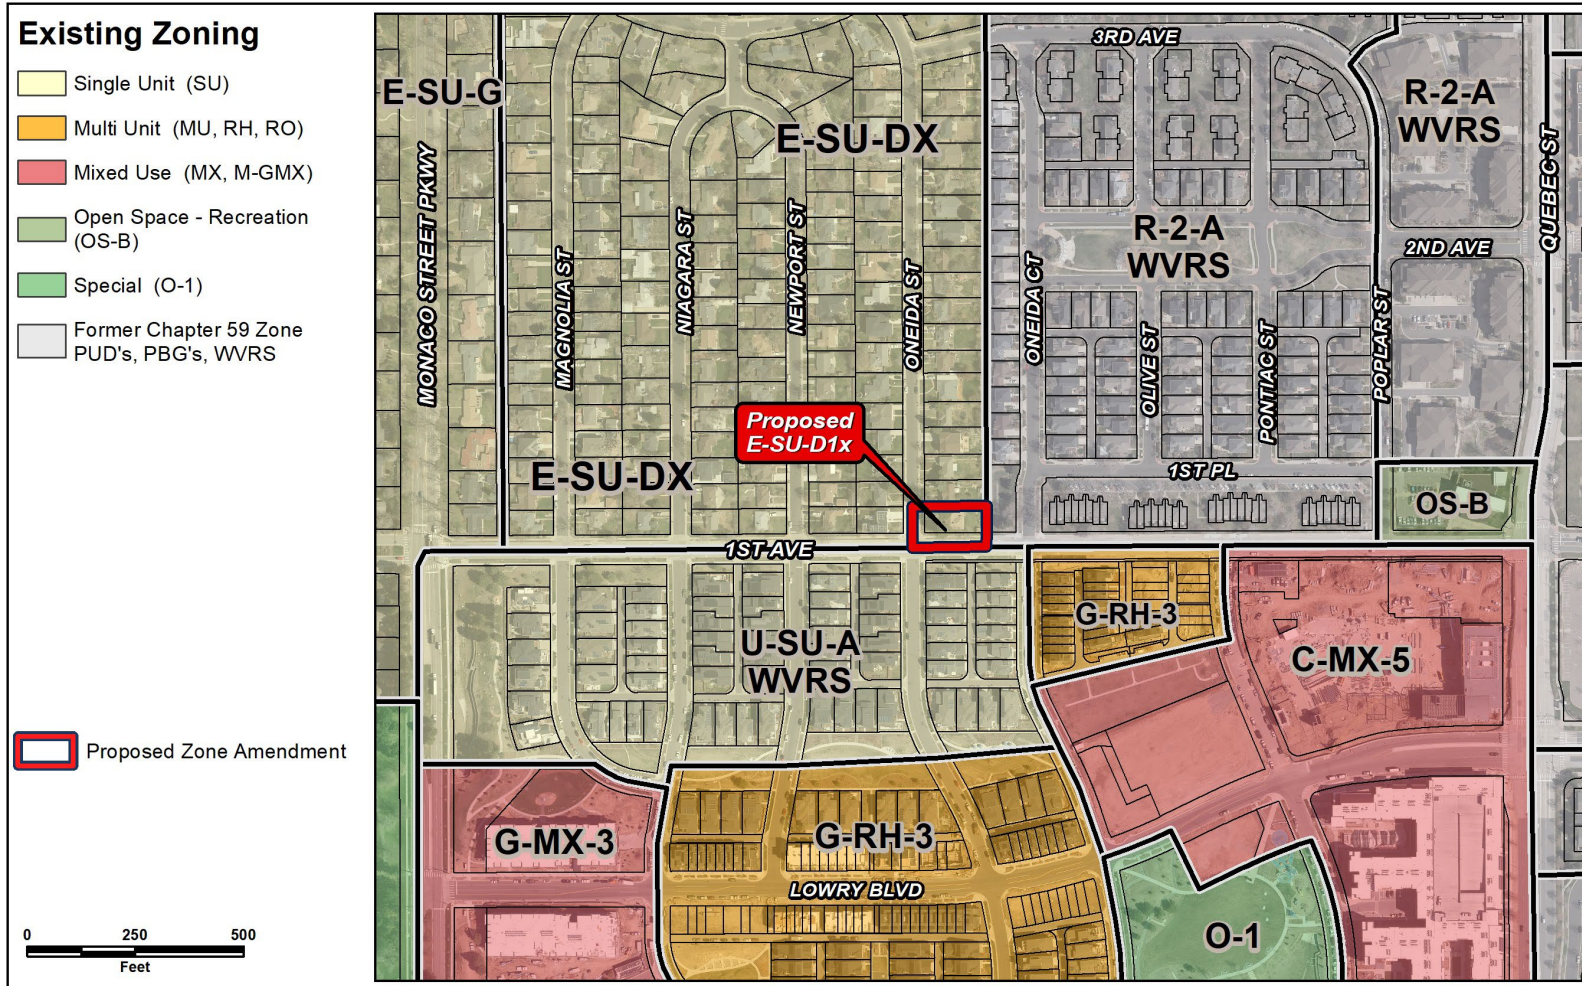 Existing Zoning
Single Unit (SU)
Multi Unit (MU, RH, RO)
Mixed Use (MX, M-GMX)
Open Space - Recreation
(OS-B)
Special (O-1)
Former Chapter 59 Zone
PUD's, PBG's, WVRS
Proposed Zone Amendment
0 250 500
Feet
E-SU-G
E-SU-DX
3RD AVE
R-2-A
WVRS
QUEBEC ST
MONACO STREET PKWY
MAGNOLIA ST
NIAGARA ST
NEWPORT ST
ONEIDA ST
ONEIDA CT
R-2-A
WVRS
2ND AVE
OLIVE ST
PONTIAC ST
POPLAR ST
Proposed
E-SU-D1x
E-SU-DX
1ST PL
OS-B
1ST AVE
G-RH-3
U-SU-A
WVRS
C-MX-5
G-MX-3
G-RH-3
LOWRY BLVD
O-1